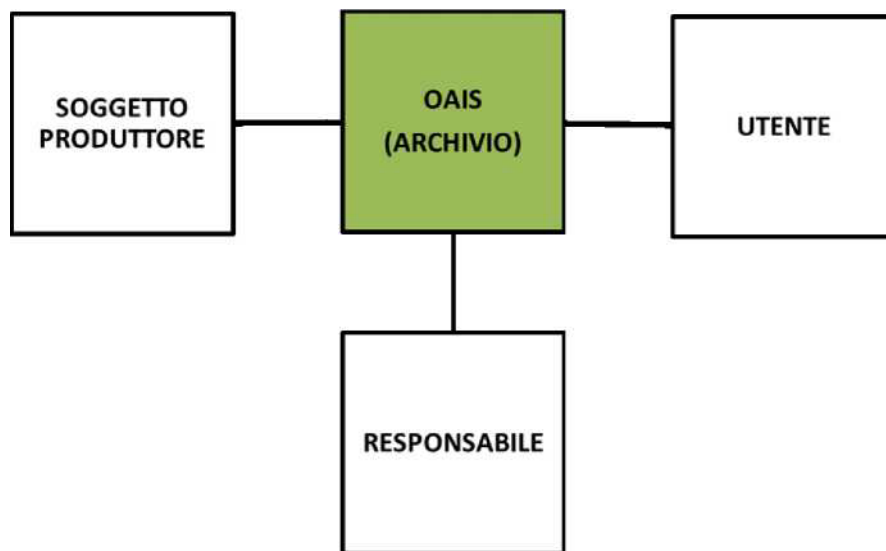 SOGGETTO
PRODUTTORE
OAIS
(ARCHIVIO)
UTENTE
RESPONSABILE